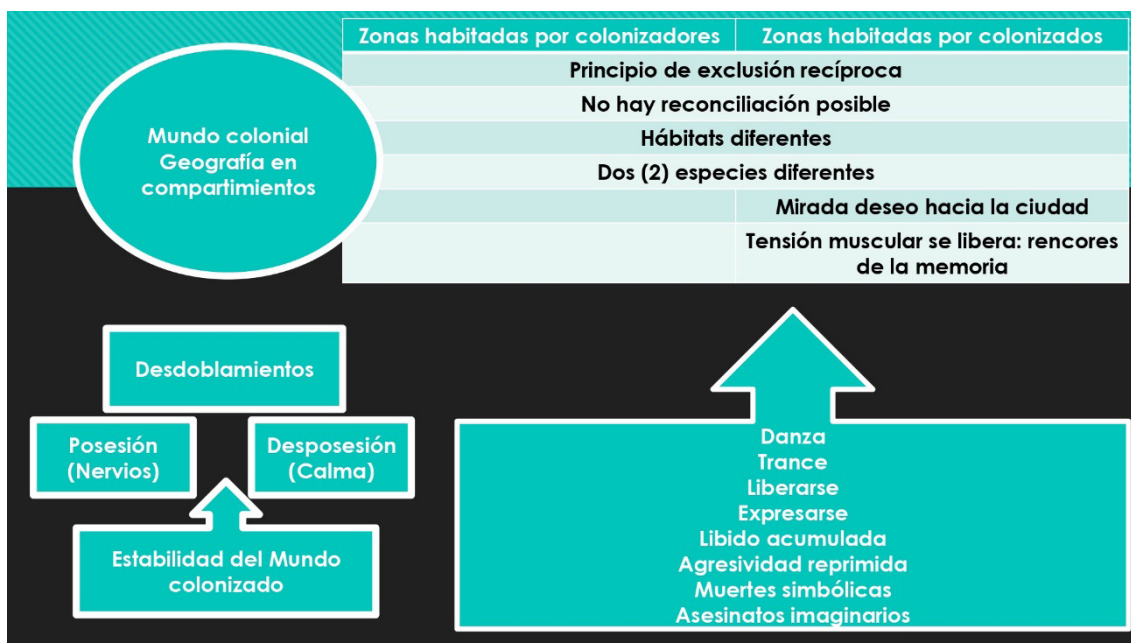 Zonas habitadas por colonizadores
Zonas habitadas por colonizados
Principio de exclusión recíproca
No hay reconciliación posible
Hábitats diferentes
Dos (2) especies diferentes
Mirada deseo hacia la ciudad
Tensión muscular se libera: rencores
de la memoria
Mundo colonial
Geografía en
compartimientos
Desdoblamientos
Posesión
(Nervios)
Desposesión
(Calma)
Estabilidad del Mundo
colonizado
Danza
Trance
Liberarse
Expresarse
Libido acumulada
Agresividad reprimida
Muertes simbólicas
Asesinatos imaginarios